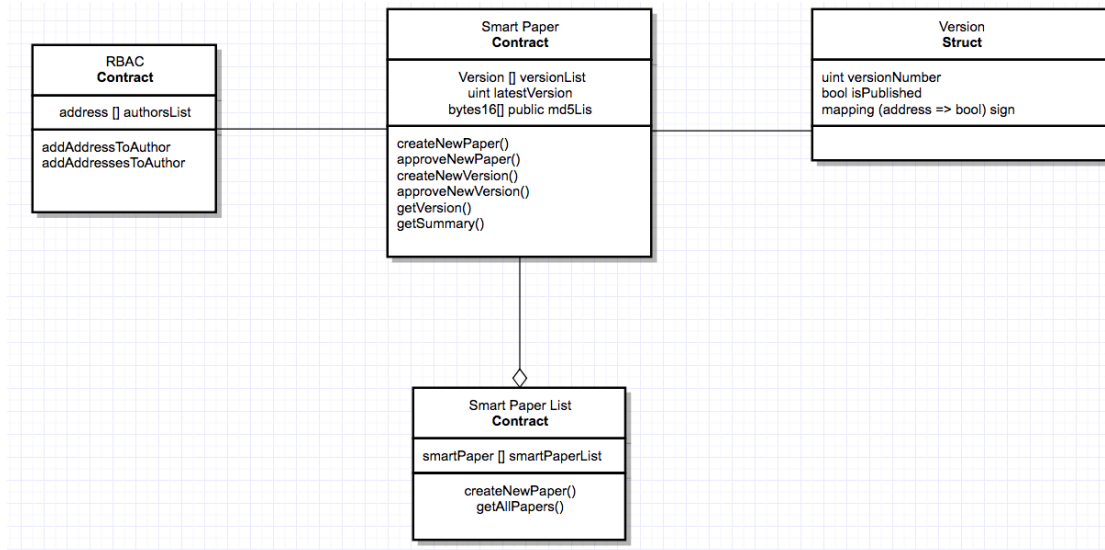 RBAC
Contract
address [] authorsList
addAddressToAuthor
addAddressesToAuthor
Smart Paper
Contract
Version [] versionList
uint latestVersion
bytes16[] public md5Lis
createNewPaper()
approveNewPaper()
createNewVersion()
approveNewVersion()
getVersion()
getSummary()
Version
Struct
uint versionNumber
bool isPublished
mapping (address => bool) sign
Smart Paper List
Contract
smartPaper [] smartPaperList
createNewPaper()
getAllPapers()